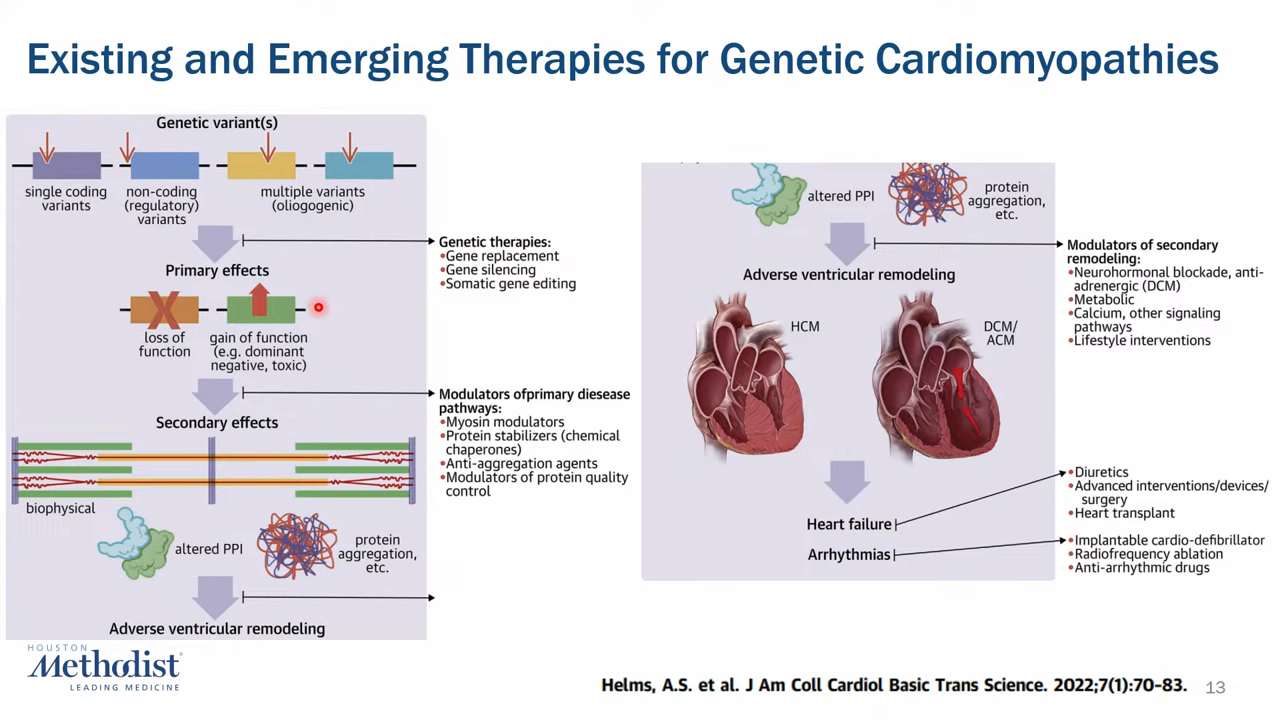 Existing and Emerging Therapies for Genetic Cardiomyopathies
Genetic variant(s)
single coding
variants
non-coding
(regulatory)
variants
multiple variants
(oliogogenic)
Genetic therapies:
•Gene replacement
•Gene silencing
•Somatic gene editing
Primary effects
X
loss of
function
gain of function
(e.g. dominant
negative, toxic)
Modulators ofprimary diesease
pathways:
•Myosin modulators
•Protein stabilizers (chemical
chaperones)
•Anti-aggregation agents
•Modulators of protein quality
control
Secondary effects
biophysical
altered PPI
protein
aggregation,
etc.
Adverse ventricular remodeling
altered PPI
protein
aggregation,
etc.
Modulators of secondary
remodeling:
•Neurohormonal blockade, anti-
adrenergic (DCM)
•Metabolic
•Calcium, other signaling
pathways
•Lifestyle interventions
Adverse ventricular remodeling
HCM
DCM/
ACM
•Diuretics
•Advanced interventions/devices/
surgery
•Heart transplant
Heart failure
Arrhythmias
•Implantable cardio-defibrillator
•Radiofrequency ablation
•Anti-arrhythmic drugs
HOUSTON
Methodist
LEADING MEDICINE
Helms, A.S. et al. J Am Coll Cardiol Basic Trans Science. 2022;7(1):70–83.
13